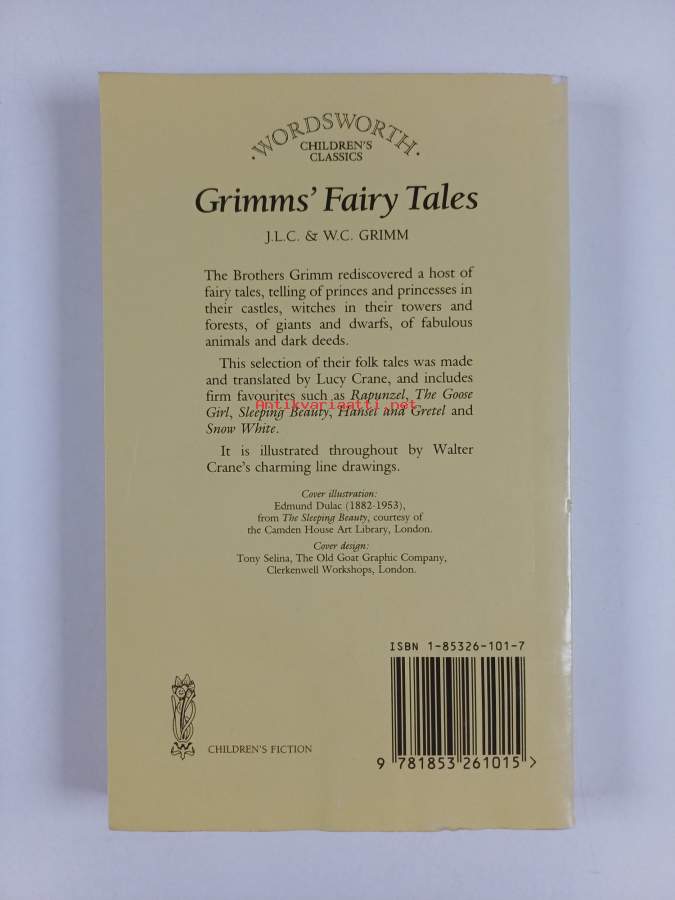 WORDSWORTH
CHILDREN'S
CLASSICS
Grimms' Fairy Tales
J.L.C. & W.C. GRIMM
The Brothers Grimm rediscovered a host of
fairy tales, telling of princes and princesses in
their castles, witches in their towers and
forests, of giants and dwarfs, of fabulous
animals and dark deeds.
This selection of their folk tales was made
and translated by Lucy Crane, and includes
firm favourites such as Rapunzel, The Goose
Antikvariaatti.net
Girl, Sleeping Beauty, Hansel and Gretel and
Snow White.
It is illustrated throughout by Walter
Crane's charming line drawings.
Cover illustration:
Edmund Dulac (1882-1953),
from The Sleeping Beauty, courtesy of
the Camden House Art Library, London.
Cover design:
Tony Selina, The Old Goat Graphic Company,
Clerkenwell Workshops, London.
ISBN 1-85326-101-7
9 781853 261015 >
W
CHILDREN'S FICTION